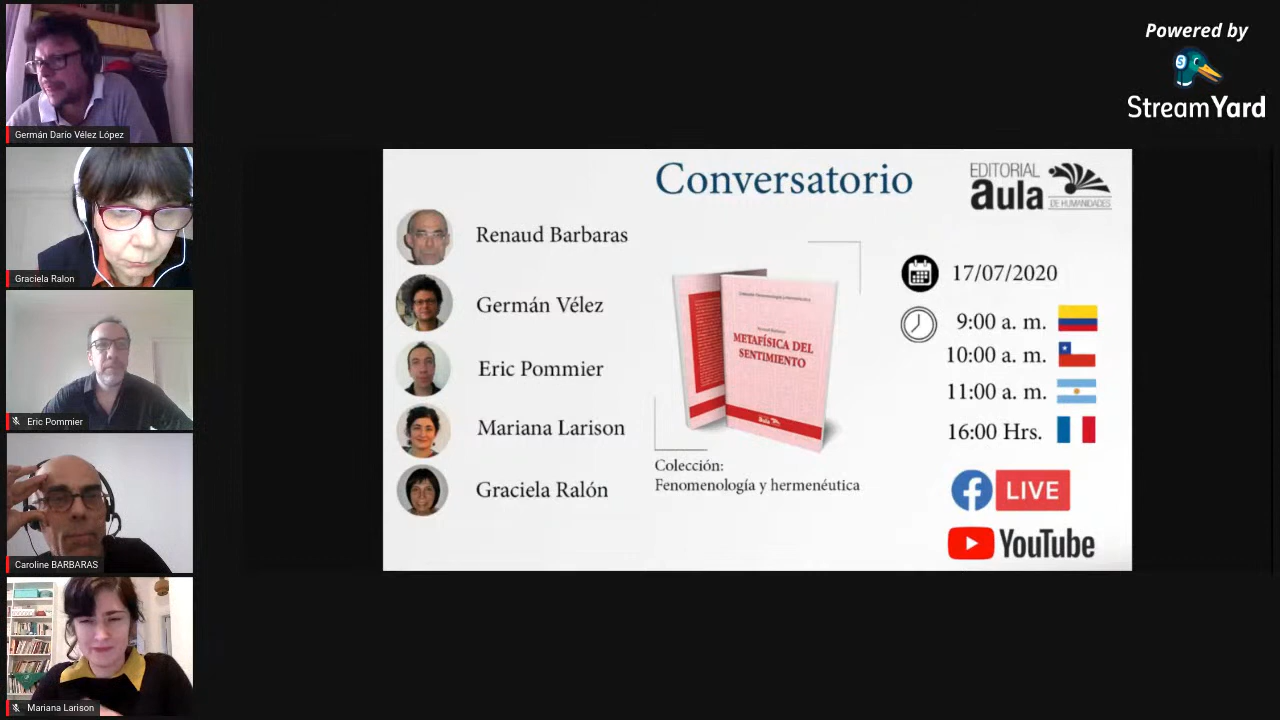 Germán Darío Vélez López
Graciela Ralon
Eric Pommier
Caroline BARBARAS
Mariana Larison
Powered by
StreamYard
Conversatorio
EDITORIAL
aula
DE HUMANIDADES
Renaud Barbaras
Germán Vélez
Eric Pommier
Mariana Larison
Graciela Ralón
METAFÍSICA DEL
SENTIMIENTO
aula
Colección:
Fenomenología y hermenéutica
17/07/2020
9:00 a. m.
10:00 a. m.
11:00 a. m.
16:00 Hrs.
LIVE
YouTube